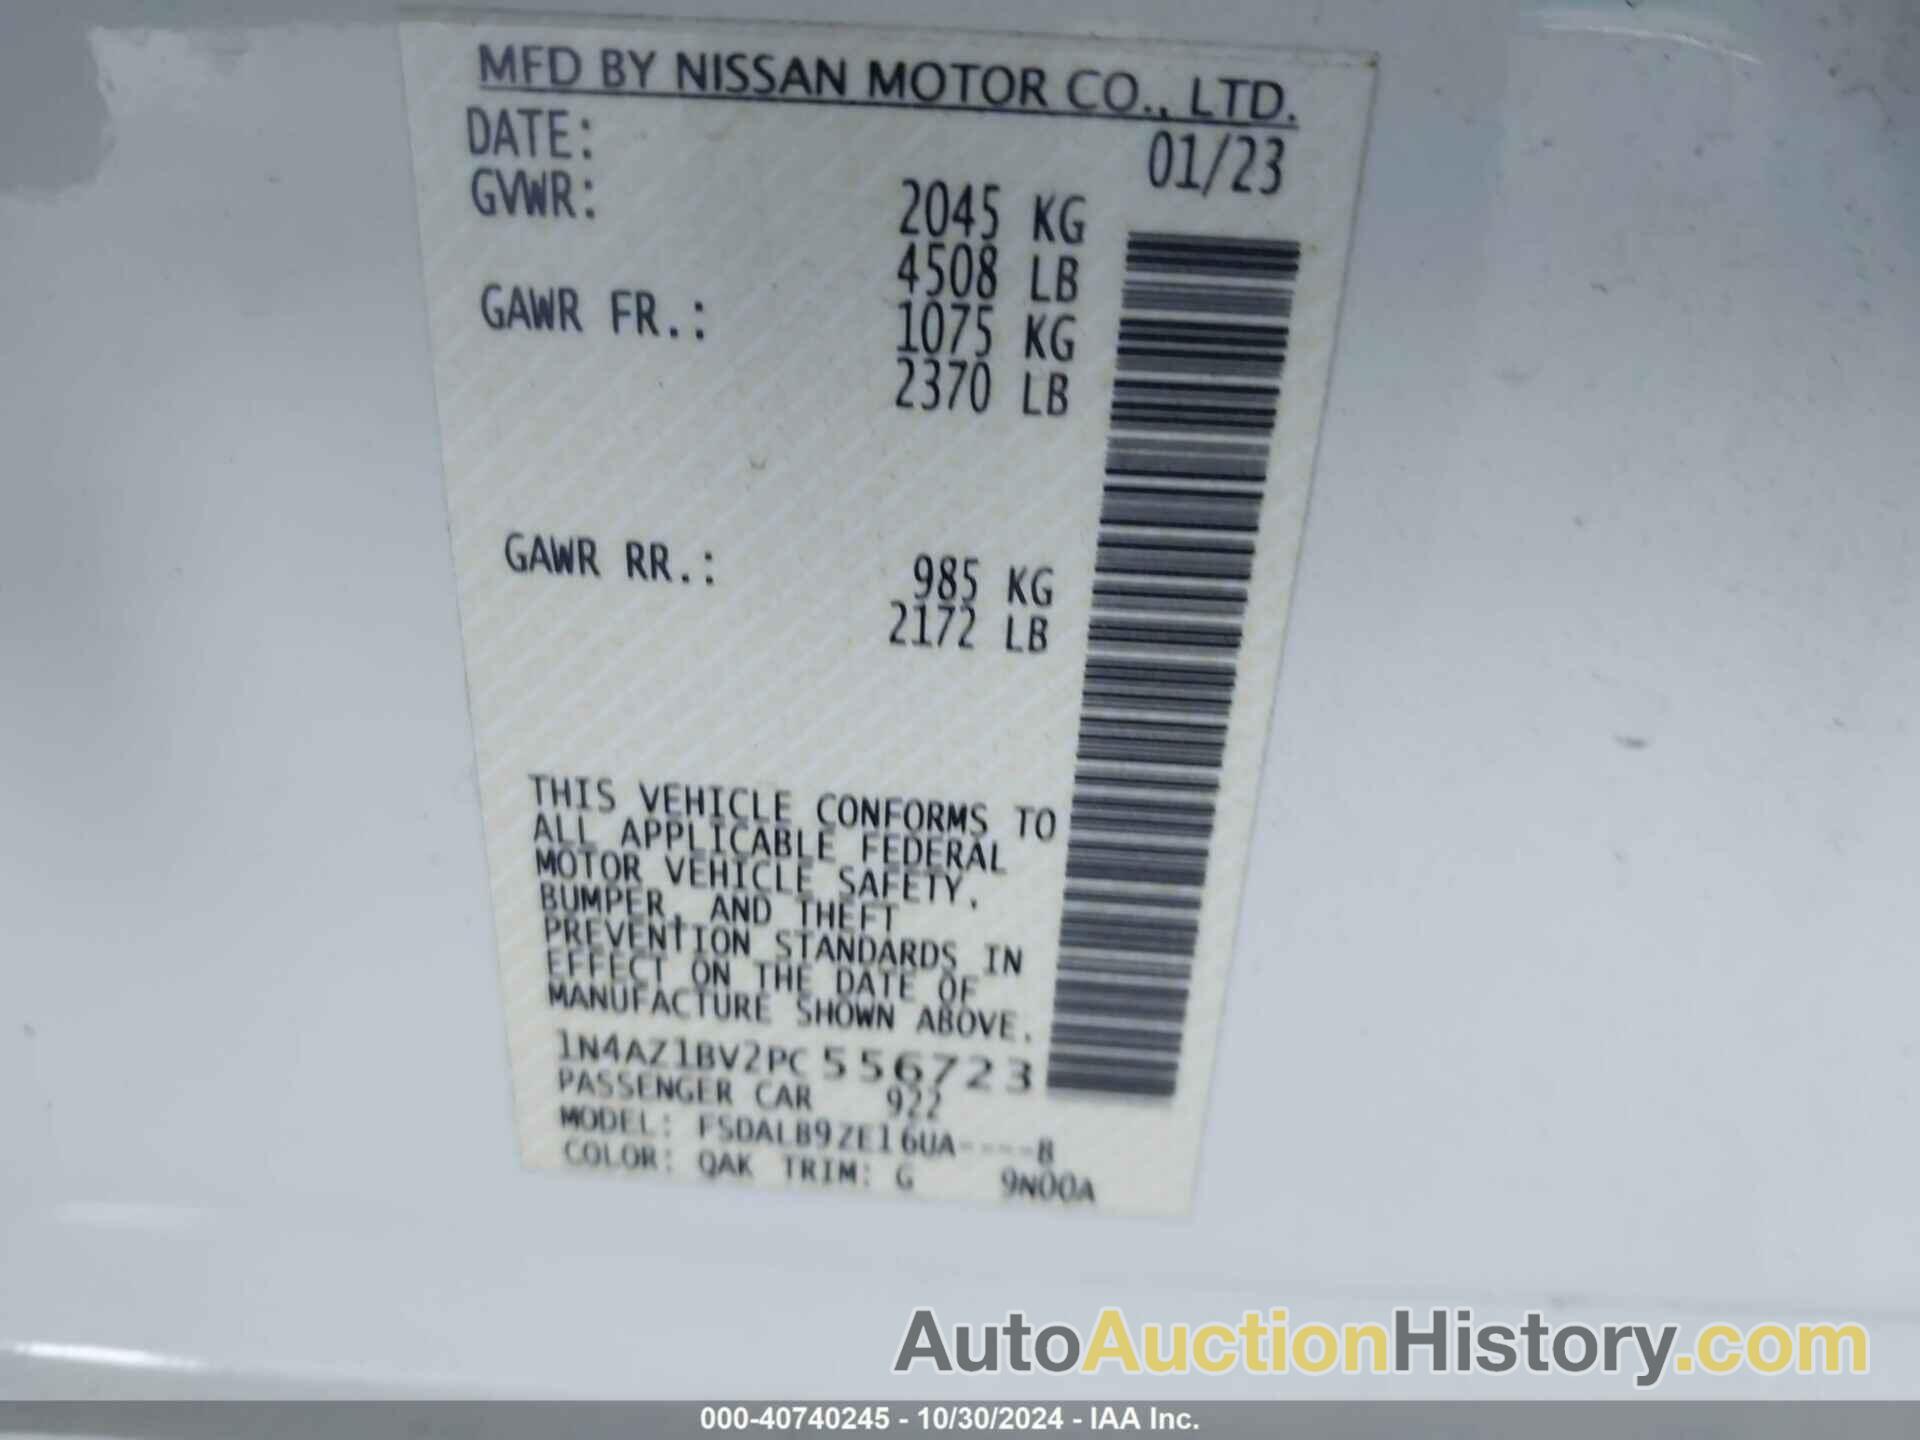 MFD BY NISSAN MOTOR CO., LTD.
DATE: 01/23
GVWR: 2045 KG
4508 LB
GAWR FR.: 1075 KG
2370 LB
GAWR RR.: 985 KG
2172 LB
THIS VEHICLE CONFORMS TO
ALL APPLICABLE FEDERAL
MOTOR VEHICLE SAFETY,
BUMPER, AND THEFT
PREVENTION STANDARDS IN
EFFECT ON THE DATE OF
MANUFACTURE SHOWN ABOVE.
1N4AZ1BV2PC556723
PASSENGER CAR 922
MODEL: FSDALB9ZE16UA----B
COLOR: QAK TRIM: G 9N00A
AutoAuctionHistory.com
000-40740245 - 10/30/2024 - IAA Inc.